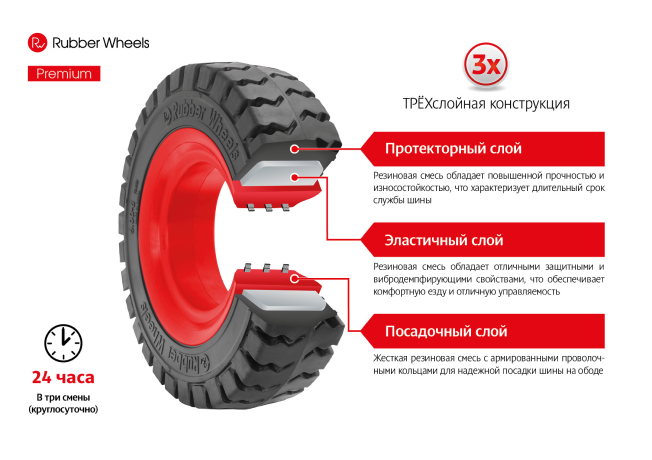 Rubber Wheels
Premium
3x
ТРЁХслойная конструкция
Rubber Wheels
Протекторный слой
Резиновая смесь обладает повышенной прочностью и
износостойкостью, что характеризует длительный срок
службы шины
Эластичный слой
Резиновая смесь обладает отличными защитными и
вибродемпфирующими свойствами, что обеспечивает
комфортную езду и отличную управляемость
Посадочный слой
Жесткая резиновая смесь с армированными проволоч-
ными кольцами для надежной посадки шины на ободе
Rubber Wheels
24 часа
В три смены
(круглосуточно)